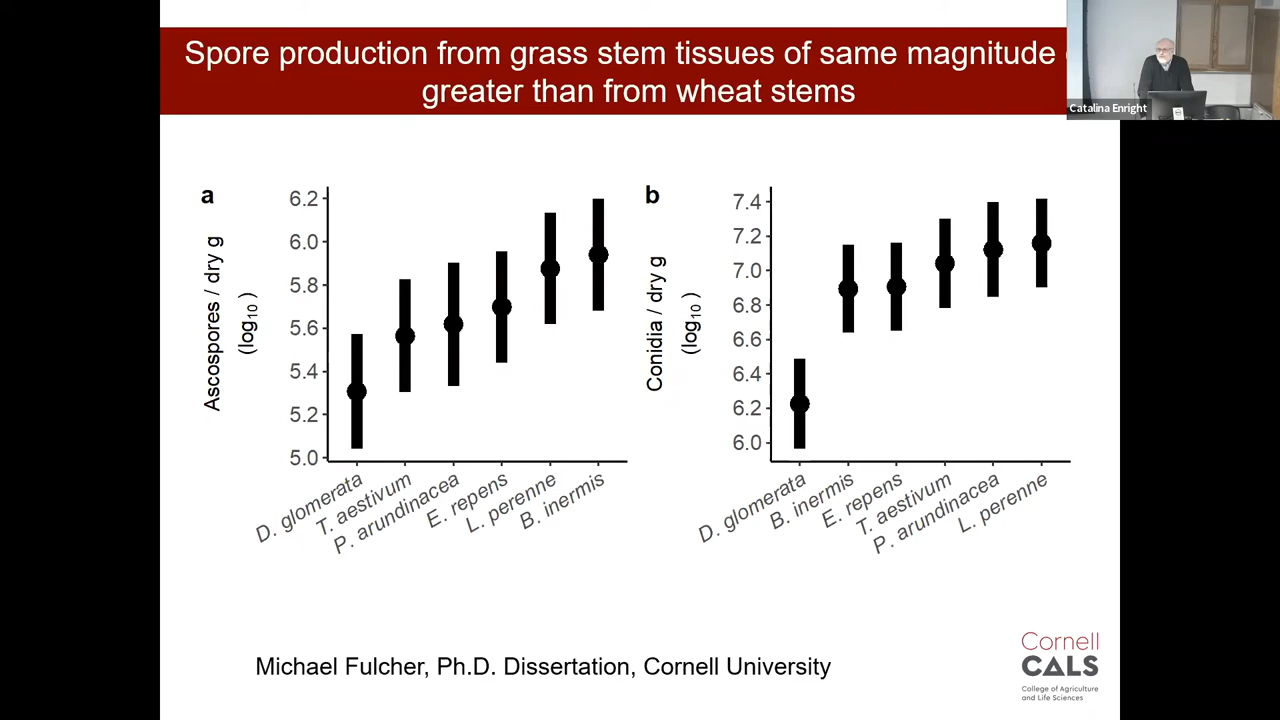 Spore production from grass stem tissues of same magnitude
greater than from wheat stems
Catalina Enright
a
Ascospores / dry g
(log10 )
6.2
6.0
5.8
5.6
5.4
5.2
5.0
D. glomerata
T. aestivum
P. arundinacea
E. repens
L. perenne
B. inermis
b
Conidia / dry g
(log10 )
7.4
7.2
7.0
6.8
6.6
6.4
6.2
6.0
D. glomerata
B. inermis
E. repens
T. aestivum
P. arundinacea
L. perenne
Michael Fulcher, Ph.D. Dissertation, Cornell University
Cornell
CALS
College of Agriculture
and Life Sciences